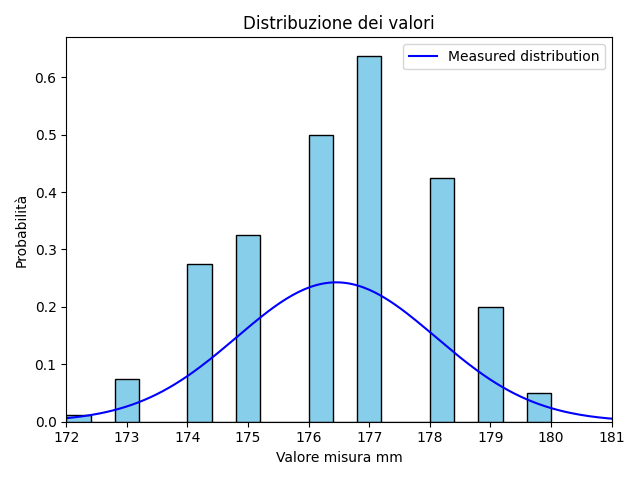 Distribuzione dei valori
Measured distribution
Probabilità
0.6
0.5
0.4
0.3
0.2
0.1
0.0
172 173 174 175 176 177 178 179 180 181
Valore misura mm